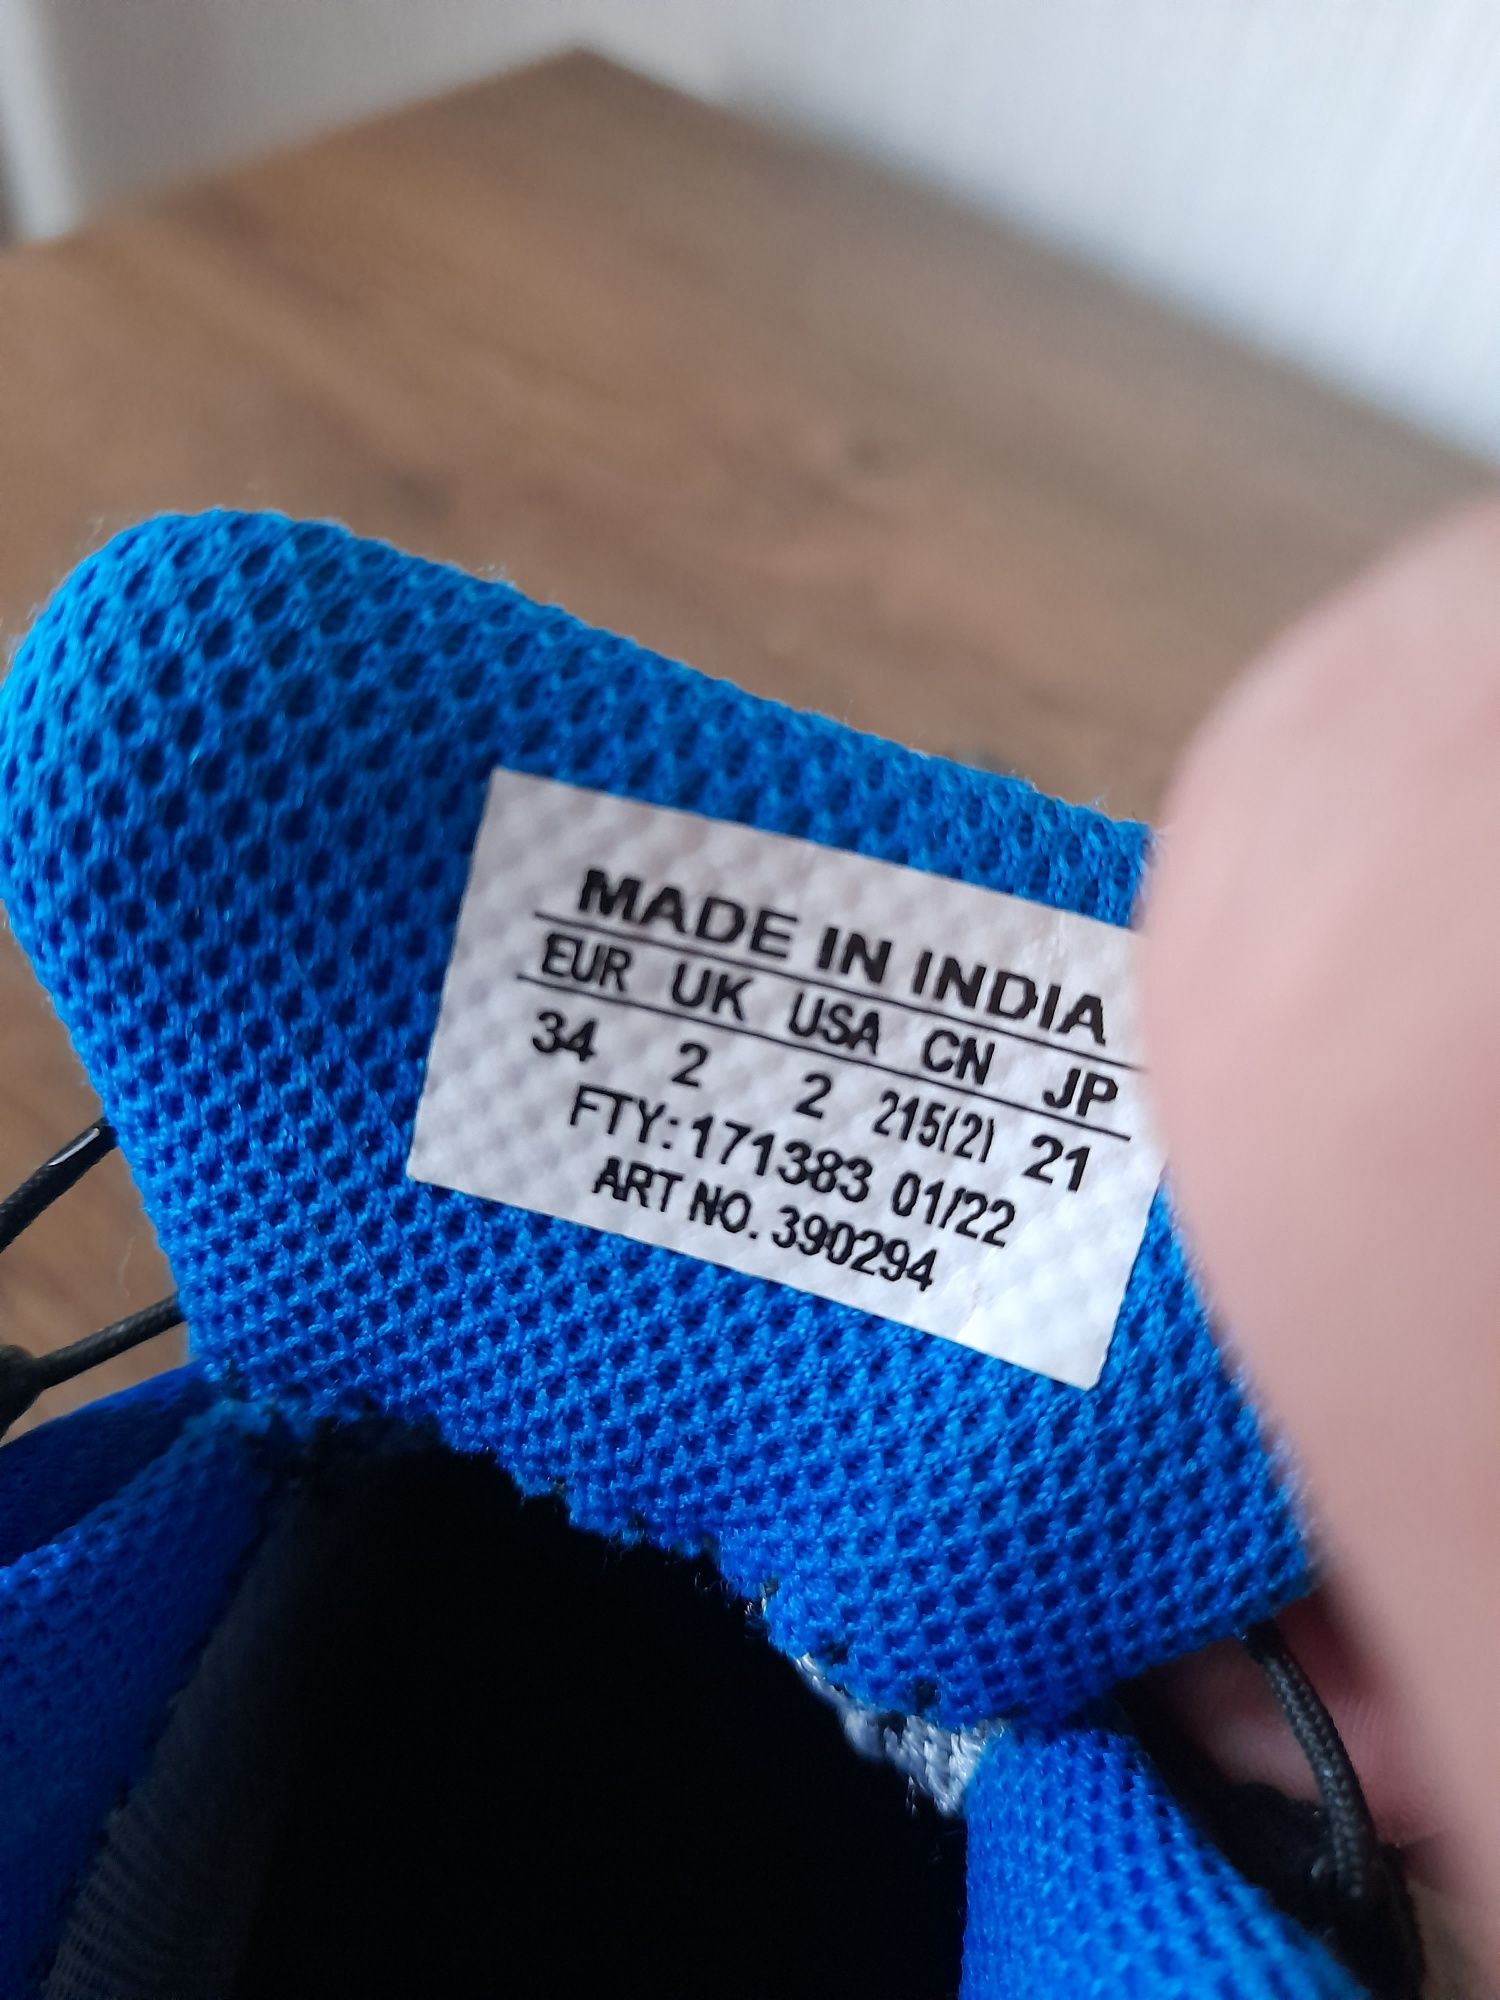 MADE IN INDIA
EUR UK USA CN JP
34 2 2 215(2) 21
FTY: 171383 01/22
ART NO. 390294